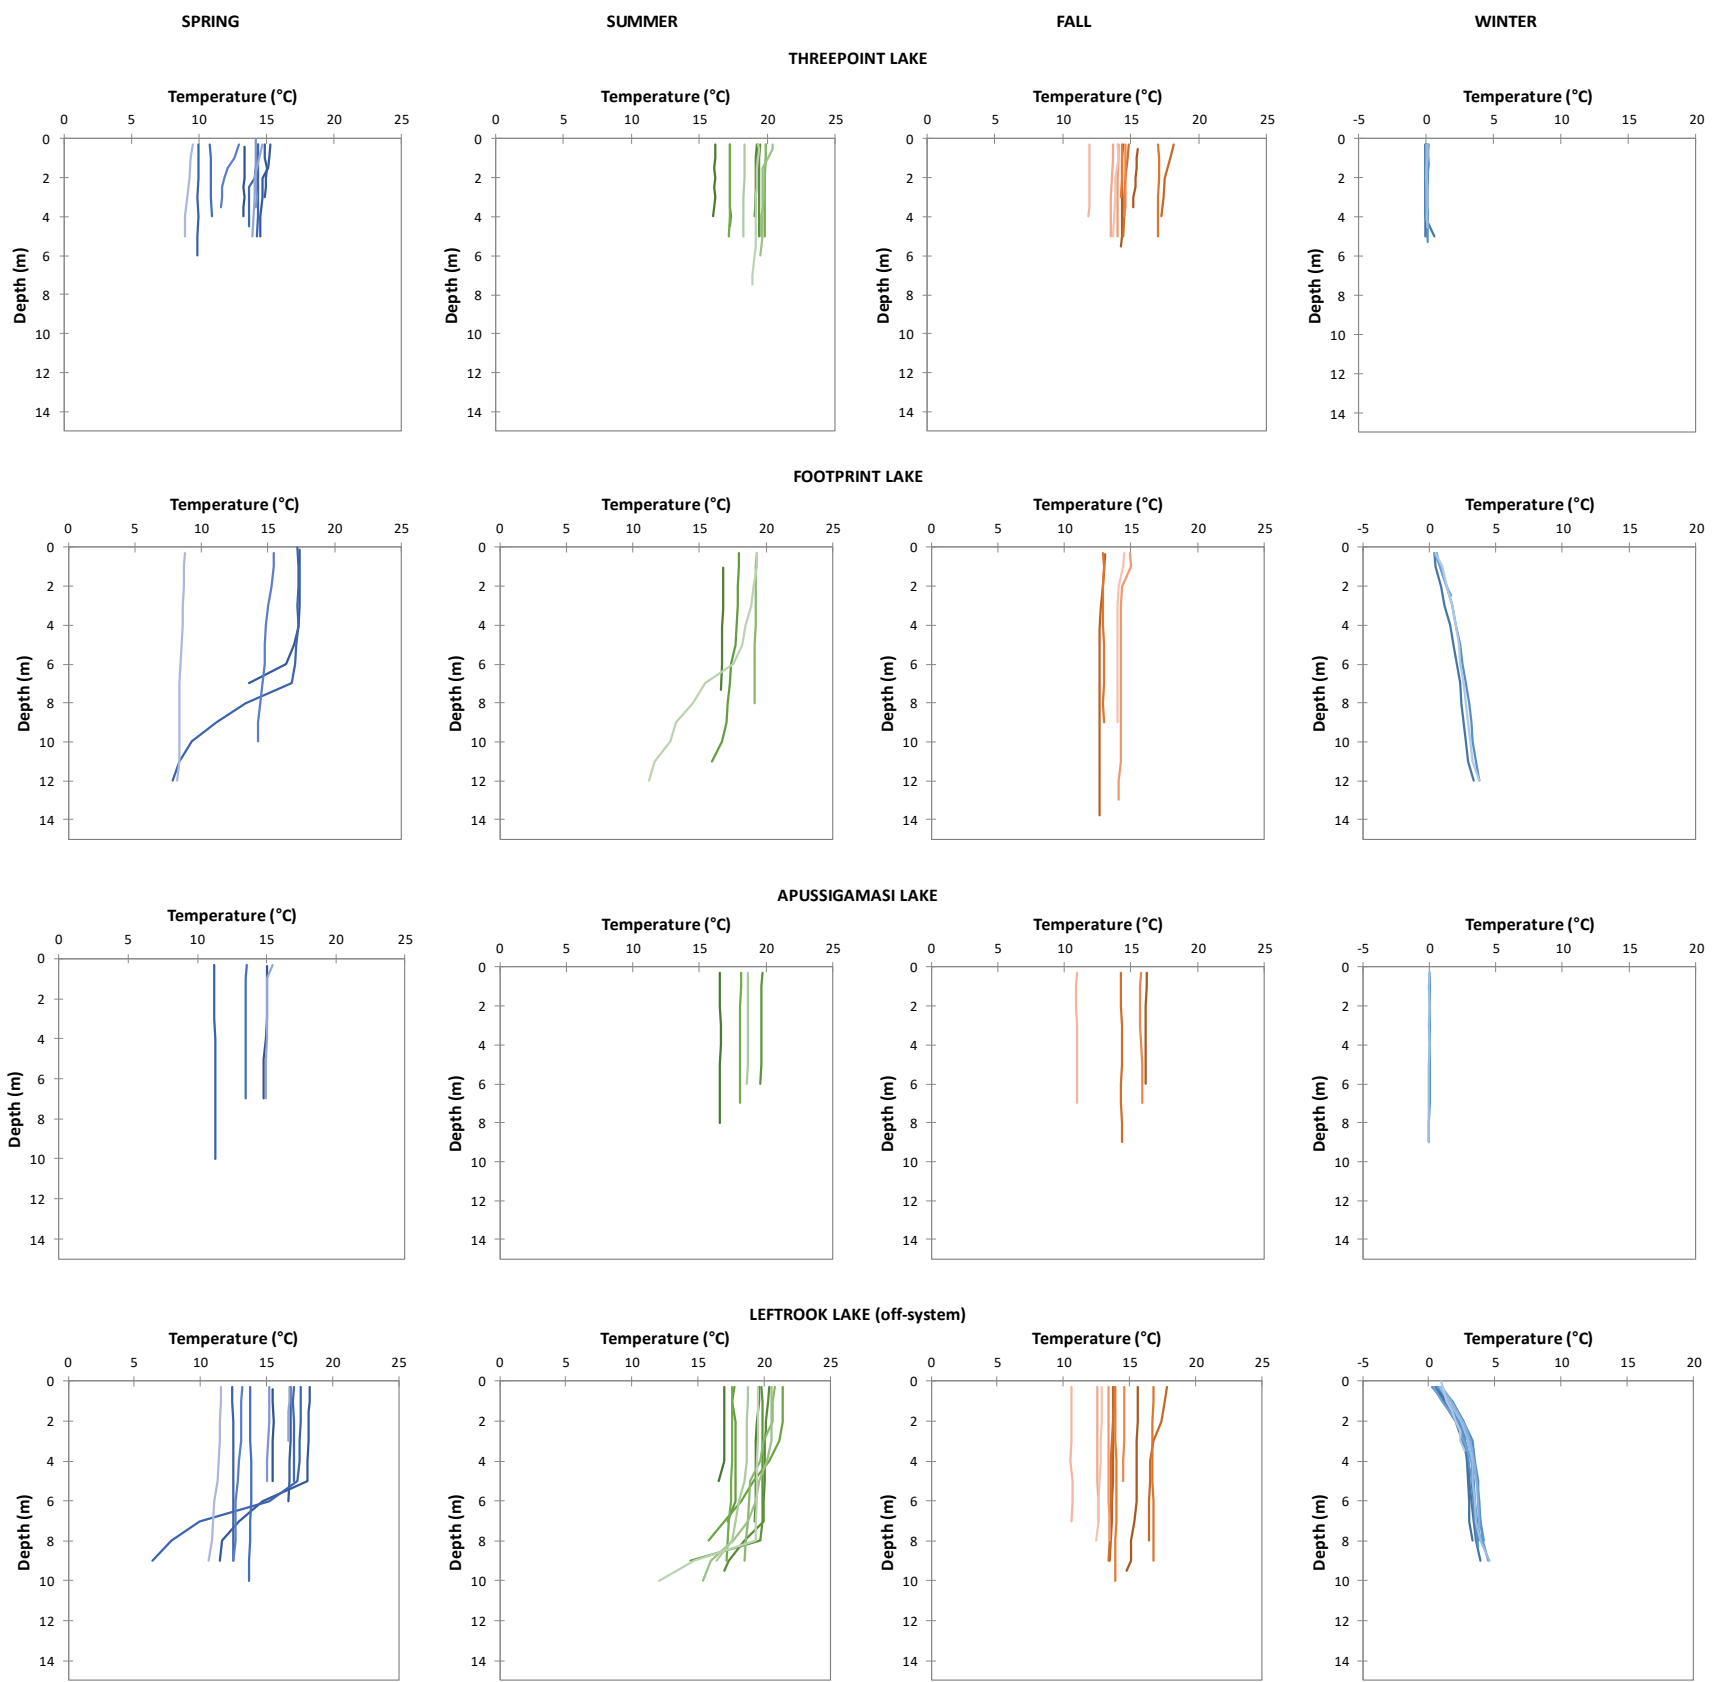 SPRING SUMMER FALL WINTER
THREEPOINT LAKE
Temperature (°C) Temperature (°C) Temperature (°C) Temperature (°C)
0 5 10 15 20 25 0 5 10 15 20 25 0 5 10 15 20 25 -5 0 5 10 15 20
0 0 0 0
2 2 2 2
4 4 4 4
6 6 6 6
8 8 8 8
10 10 10 10
12 12 12 12
14 14 14 14
Depth (m) Depth (m) Depth (m) Depth (m)
FOOTPRINT LAKE
Temperature (°C) Temperature (°C) Temperature (°C) Temperature (°C)
0 5 10 15 20 25 0 5 10 15 20 25 0 5 10 15 20 25 -5 0 5 10 15 20
0 0 0 0
2 2 2 2
4 4 4 4
6 6 6 6
8 8 8 8
10 10 10 10
12 12 12 12
14 14 14 14
Depth (m) Depth (m) Depth (m) Depth (m)
APUSSIGAMASI LAKE
Temperature (°C) Temperature (°C) Temperature (°C) Temperature (°C)
0 5 10 15 20 25 0 5 10 15 20 25 0 5 10 15 20 25 -5 0 5 10 15 20
0 0 0 0
2 2 2 2
4 4 4 4
6 6 6 6
8 8 8 8
10 10 10 10
12 12 12 12
14 14 14 14
Depth (m) Depth (m) Depth (m) Depth (m)
LEFTROOK LAKE (off-system)
Temperature (°C) Temperature (°C) Temperature (°C) Temperature (°C)
0 5 10 15 20 25 0 5 10 15 20 25 0 5 10 15 20 25 -5 0 5 10 15 20
0 0 0 0
2 2 2 2
4 4 4 4
6 6 6 6
8 8 8 8
10 10 10 10
12 12 12 12
14 14 14 14
Depth (m) Depth (m) Depth (m) Depth (m)